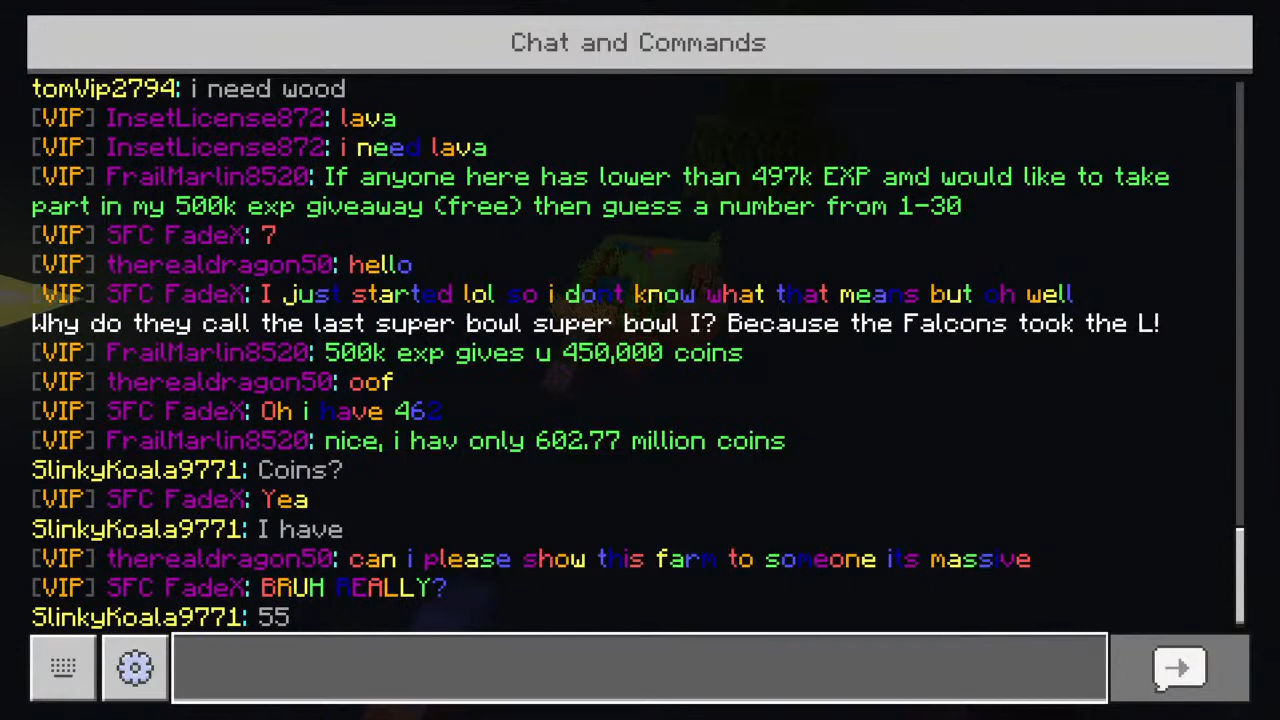 Chat and Commands
tomVip2794: i need wood
[VIP] InsetLicense872: lava
[VIP] InsetLicense872: i need lava
[VIP] FrailMarlin8520: If anyone here has lower than 497k EXP amd would like to take
part in my 500k exp giveaway (free) then guess a number from 1-30
[VIP] SFC FadeX: 7
[VIP] therealdragon50: hello
[VIP] SFC FadeX: I just started lol so i dont know what that means but oh well
Why do they call the last super bowl super bowl I? Because the Falcons took the L!
[VIP] FrailMarlin8520: 500k exp gives u 450,000 coins
[VIP] therealdragon50: oof
[VIP] SFC FadeX: Oh i have 462
[VIP] FrailMarlin8520: nice, i hav only 602.77 million coins
SlinkyKoala9771: Coins?
[VIP] SFC FadeX: Yea
SlinkyKoala9771: I have
[VIP] therealdragon50: can i please show this farm to someone its massive
[VIP] SFC FadeX: BRUH REALLY?
SlinkyKoala9771: 55